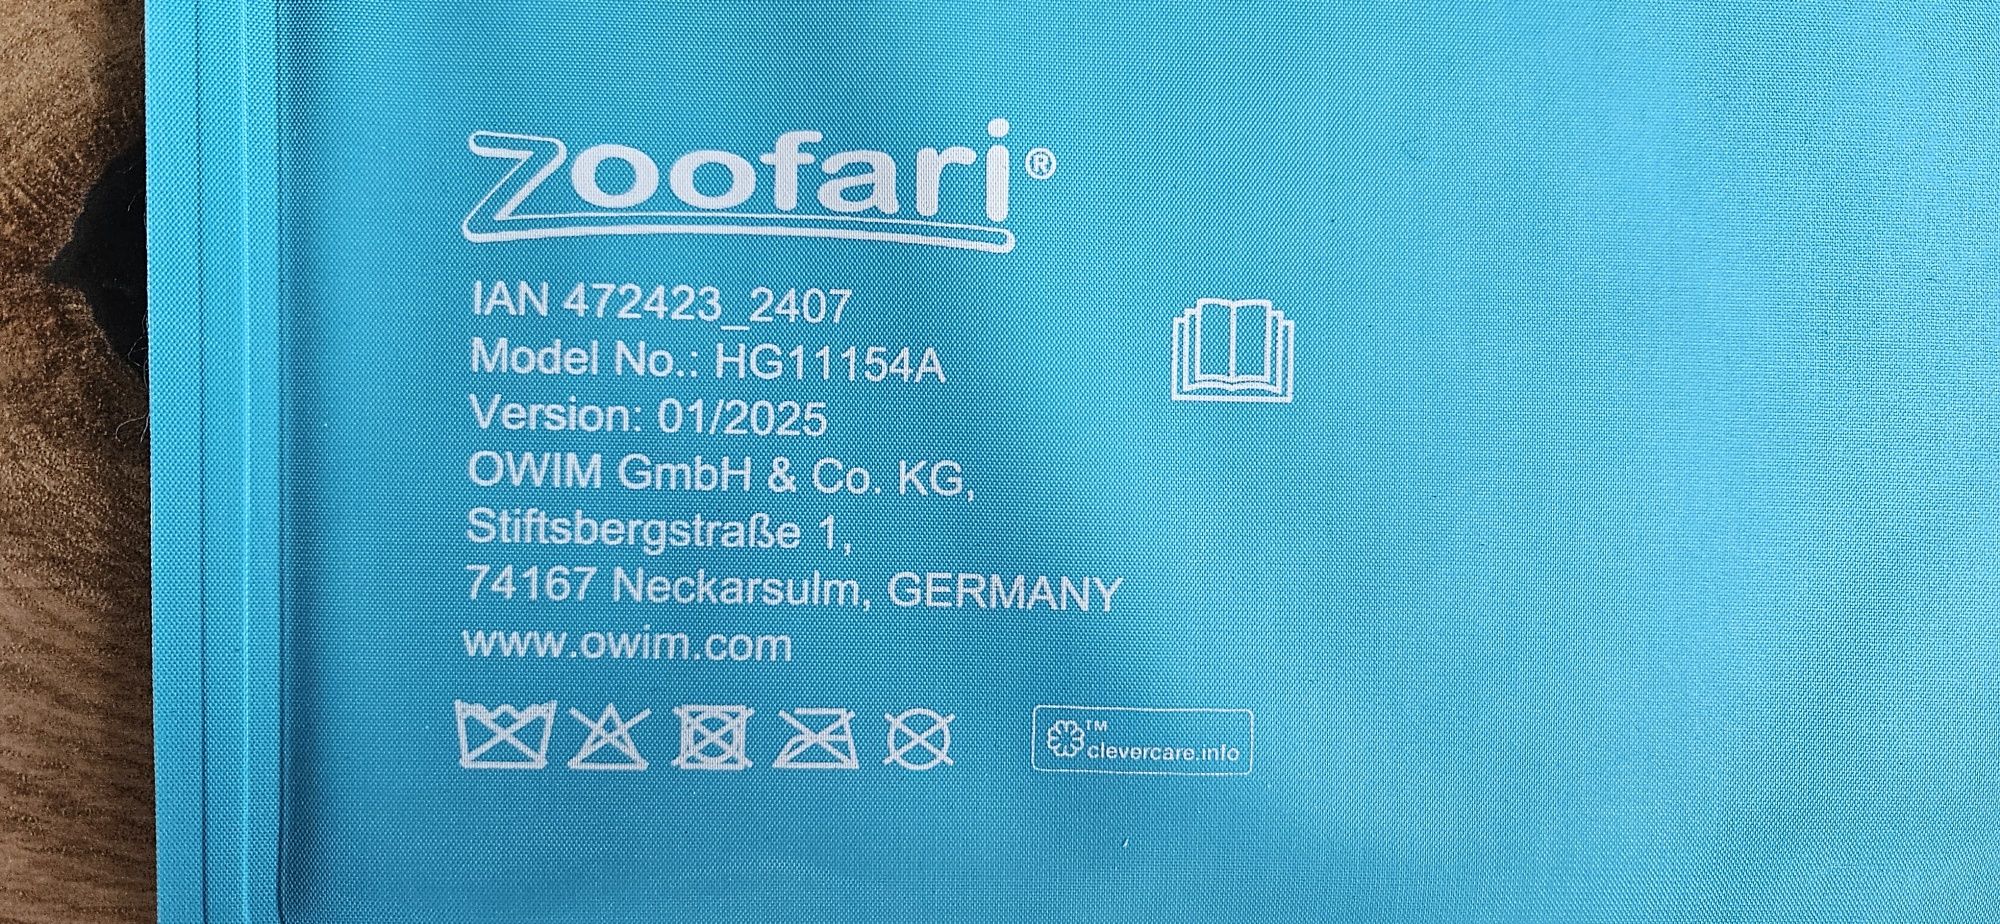 zoofari®
IAN 472423_2407
Model No.: HG11154A
Version: 01/2025
OWIM GmbH & Co. KG,
Stiftsbergstraße 1,
74167 Neckarsulm, GERMANY
www.owim.com
™
clevercare.info